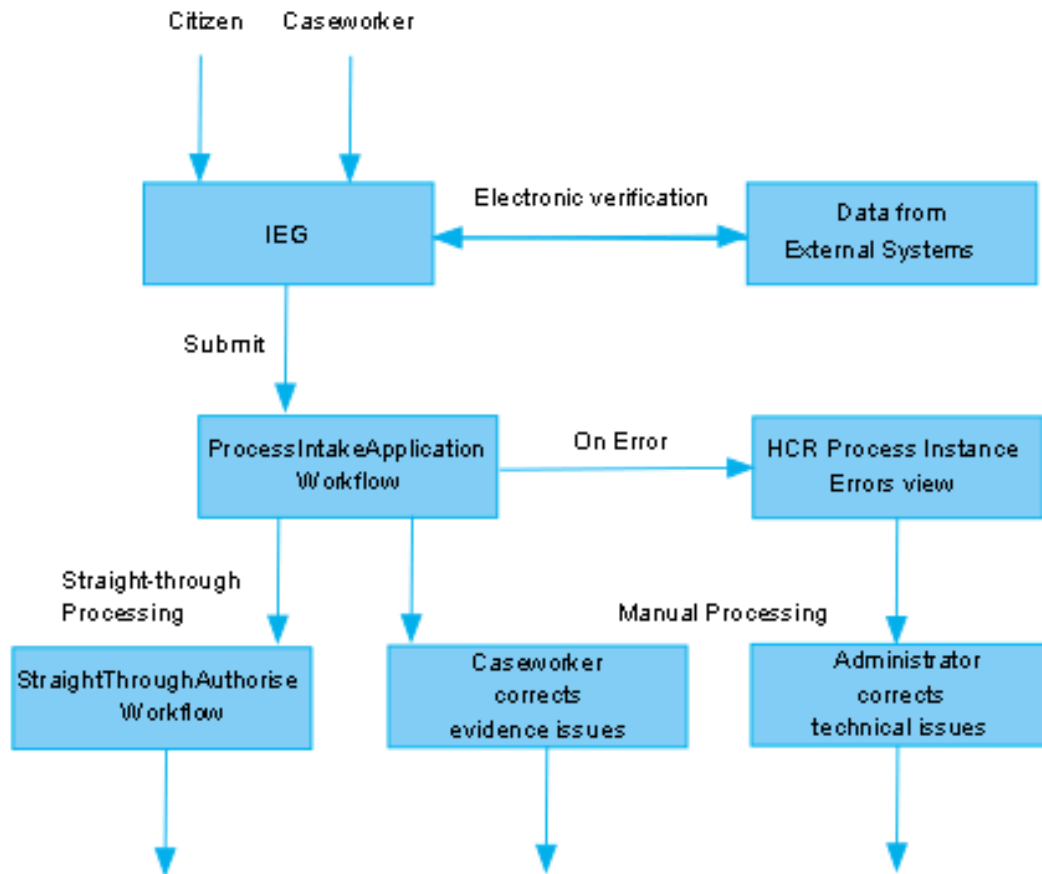 Citizen
Caseworker
IEG
Electronic verification
Data from
External Systems
Submit
ProcessIntakeApplication
Workflow
On Error
HCR Process Instance
Errors view
Straight-through
Processing
Manual Processing
StraightThroughAuthorise
Workflow
Caseworker
corrects
evidence issues
Administrator
corrects
technical issues